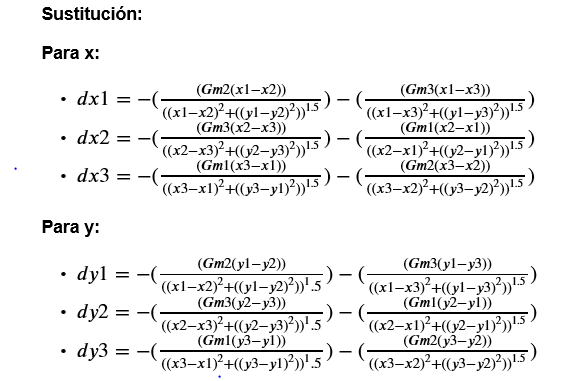 Sustitución:
Para x:
• dx1 = −((Gm2(x1−x2))/((x1−x2)²+((y1−y2)²))^1.5) − ((Gm3(x1−x3))/((x1−x3)²+((y1−y3)²))^1.5)
• dx2 = −((Gm3(x2−x3))/((x2−x3)²+((y2−y3)²))^1.5) − ((Gm1(x2−x1))/((x2−x1)²+((y2−y1)²))^1.5)
• dx3 = −((Gm1(x3−x1))/((x3−x1)²+((y3−y1)²))^1.5) − ((Gm2(x3−x2))/((x3−x2)²+((y3−y2)²))^1.5)
Para y:
• dy1 = −((Gm2(y1−y2))/((x1−x2)²+((y1−y2)²))^1.5) − ((Gm3(y1−y3))/((x1−x3)²+((y1−y3)²))^1.5)
• dy2 = −((Gm3(y2−y3))/((x2−x3)²+((y2−y3)²))^1.5) − ((Gm1(y2−y1))/((x2−x1)²+((y2−y1)²))^1.5)
• dy3 = −((Gm1(y3−y1))/((x3−x1)²+((y3−y1)²))^1.5) − ((Gm2(y3−y2))/((x3−x2)²+((y3−y2)²))^1.5)